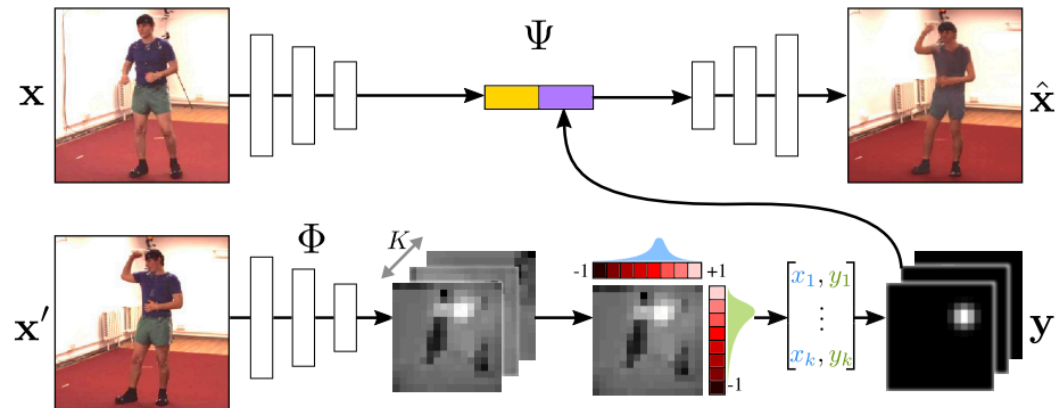 Ψ
x
x̂
Φ
K
-1
+1
x′
x₁, y₁
⋮
xₖ, yₖ
-1
y